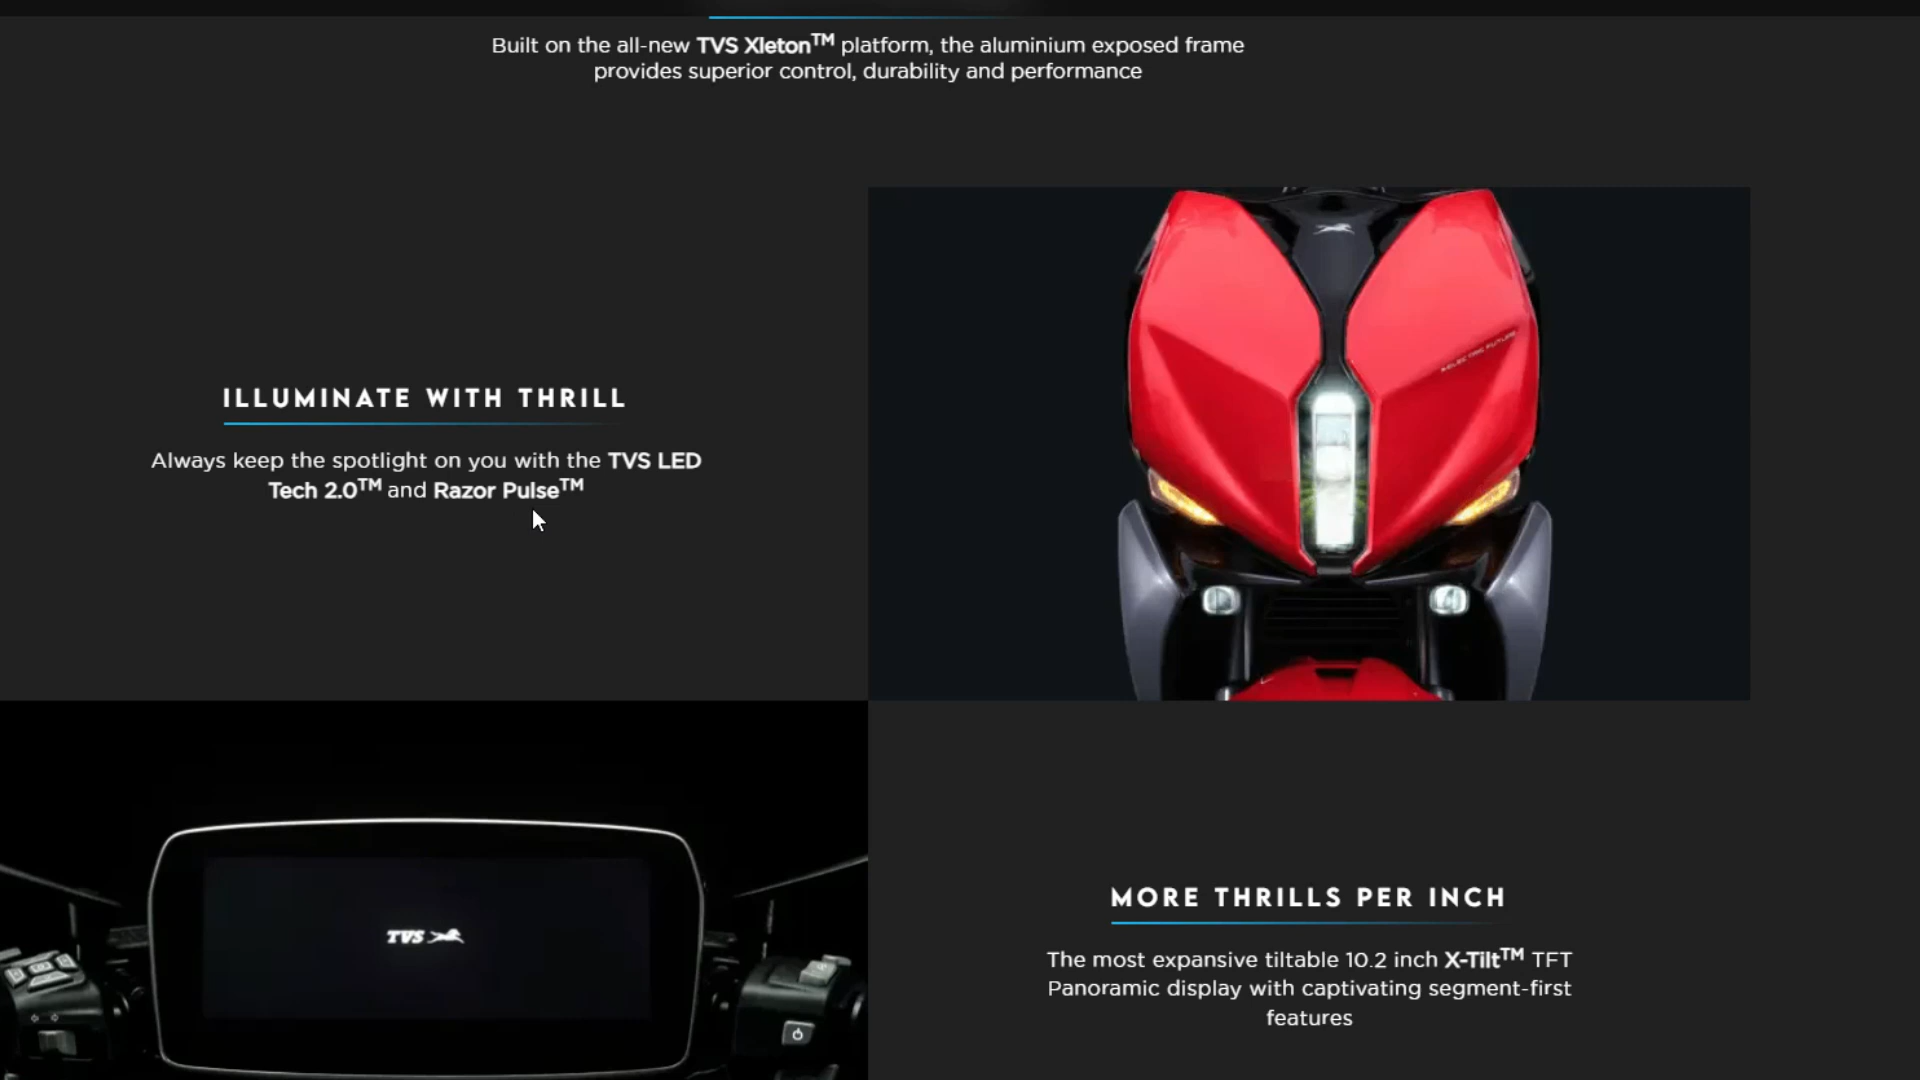 Built on the all-new TVS Xleton™ platform, the aluminium exposed frame
provides superior control, durability and performance
ILLUMINATE WITH THRILL
Always keep the spotlight on you with the TVS LED
Tech 2.0™ and Razor Pulse™
TVS
MORE THRILLS PER INCH
The most expansive tiltable 10.2 inch X-Tilt™ TFT
Panoramic display with captivating segment-first
features